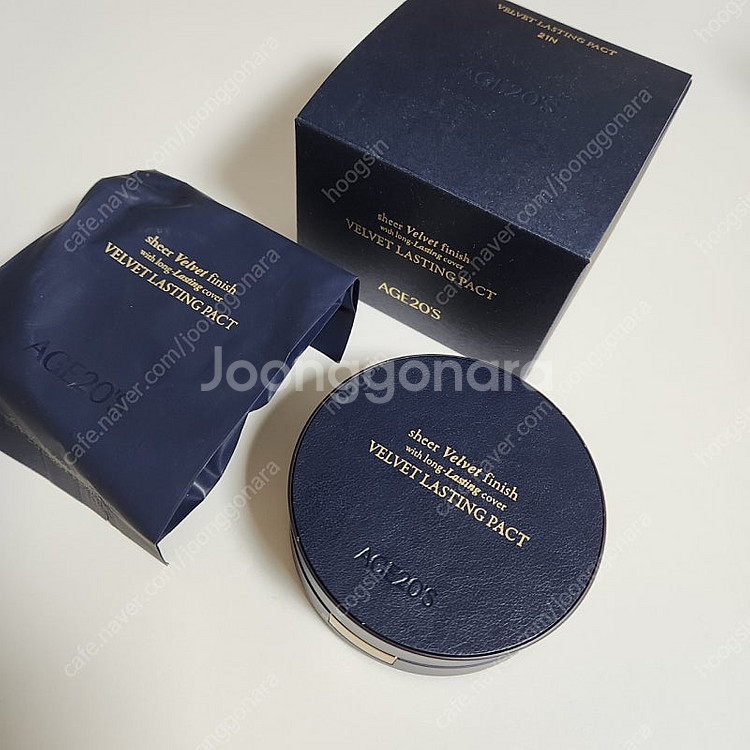 VELVET LASTING PACT
21N
AGE20'S
sheer Velvet finish
with long-Lasting cover
VELVET LASTING PACT
AGE20'S
sheer Velvet finish
with long-Lasting cover
VELVET LASTING PACT
AGE20'S
sheer Velvet finish
with long-Lasting cover
VELVET LASTING PACT
AGE20'S
Joonggonara
hoogsin
cafe.naver.com/joonggonara